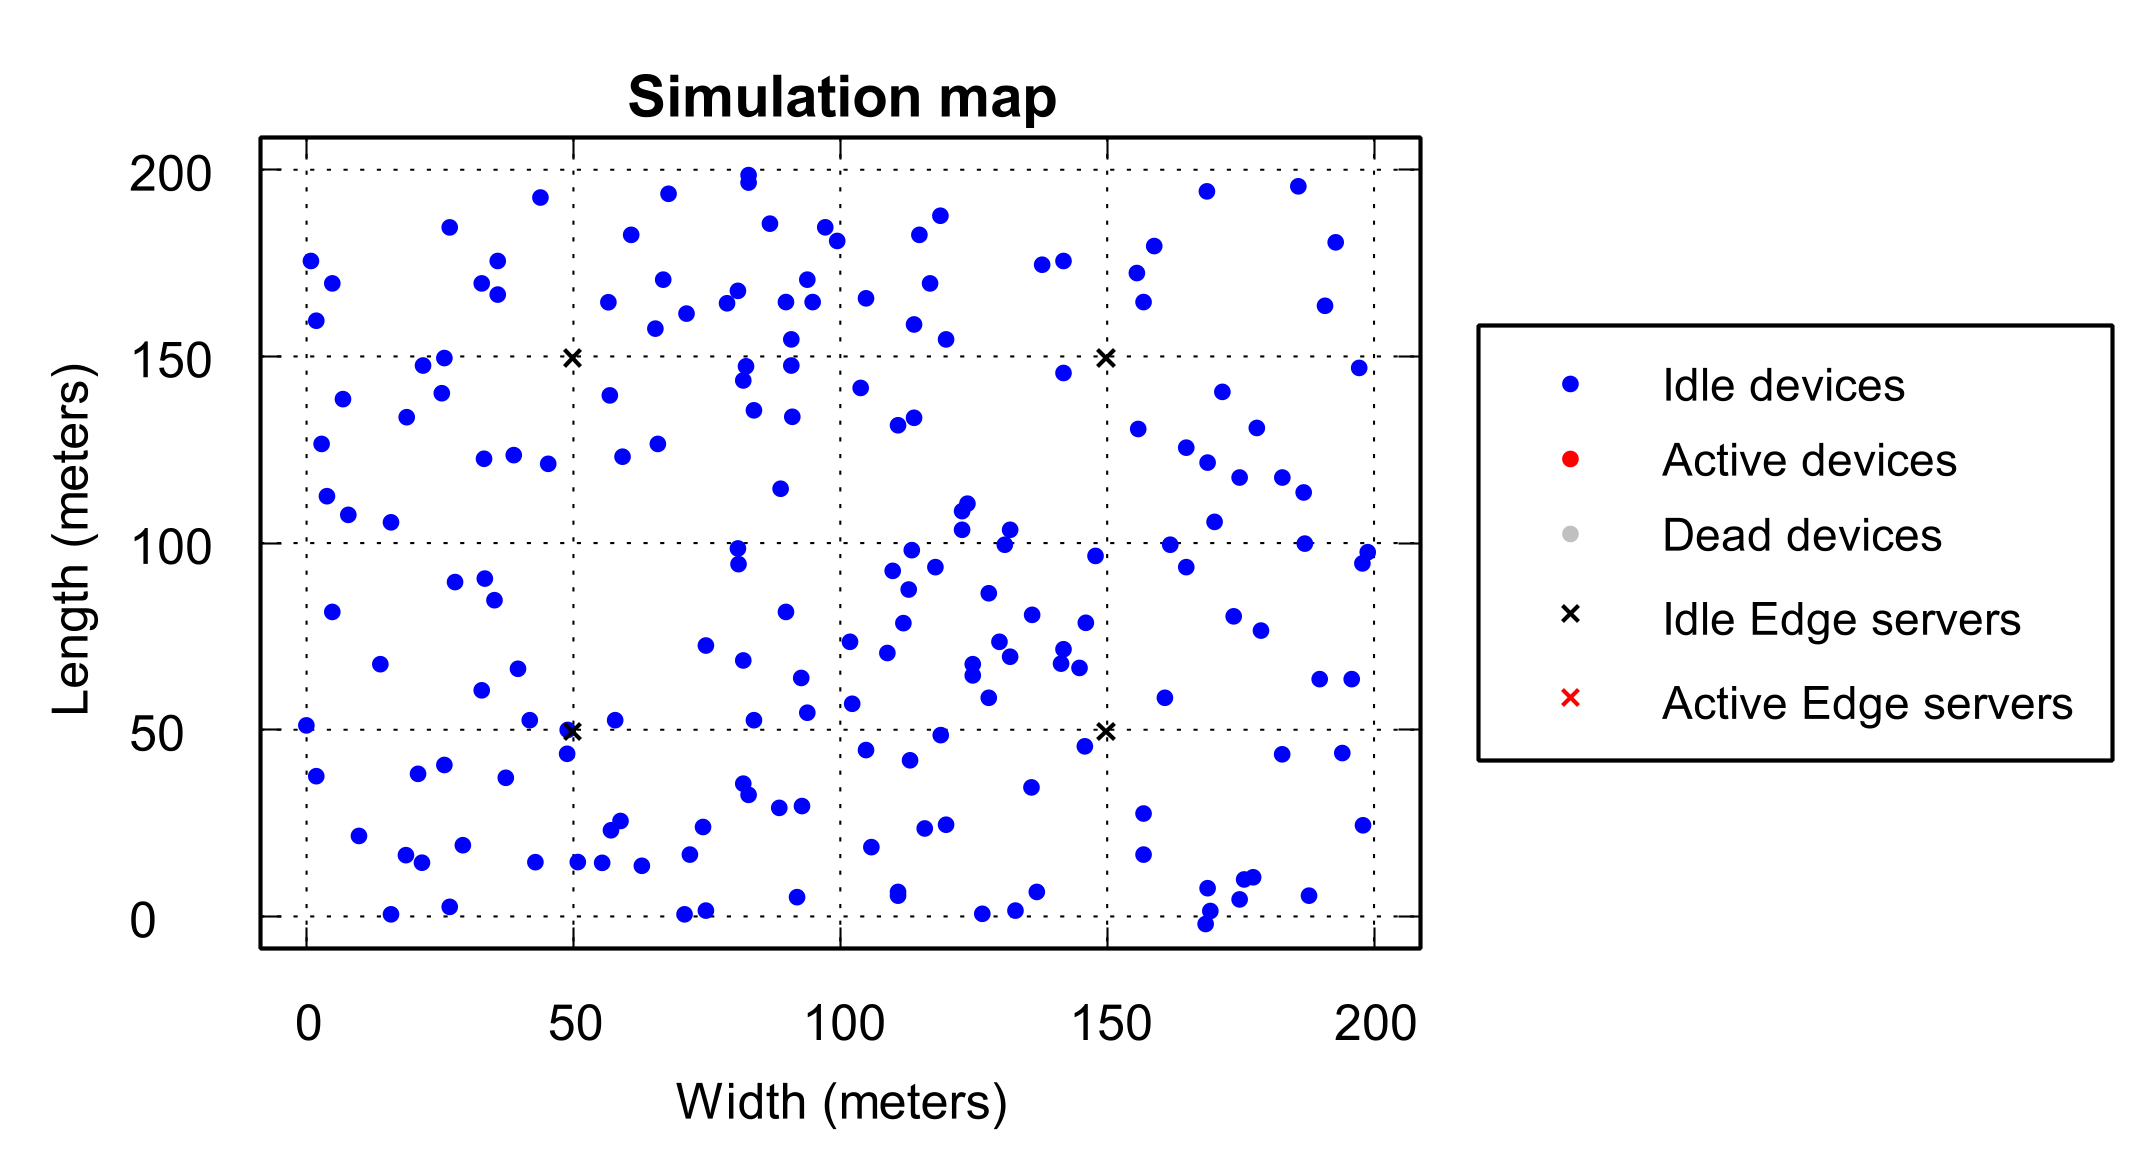 Simulation map
200
150
100
50
0
Length (meters)
0 50 100 150 200
Width (meters)
Idle devices
Active devices
Dead devices
Idle Edge servers
Active Edge servers